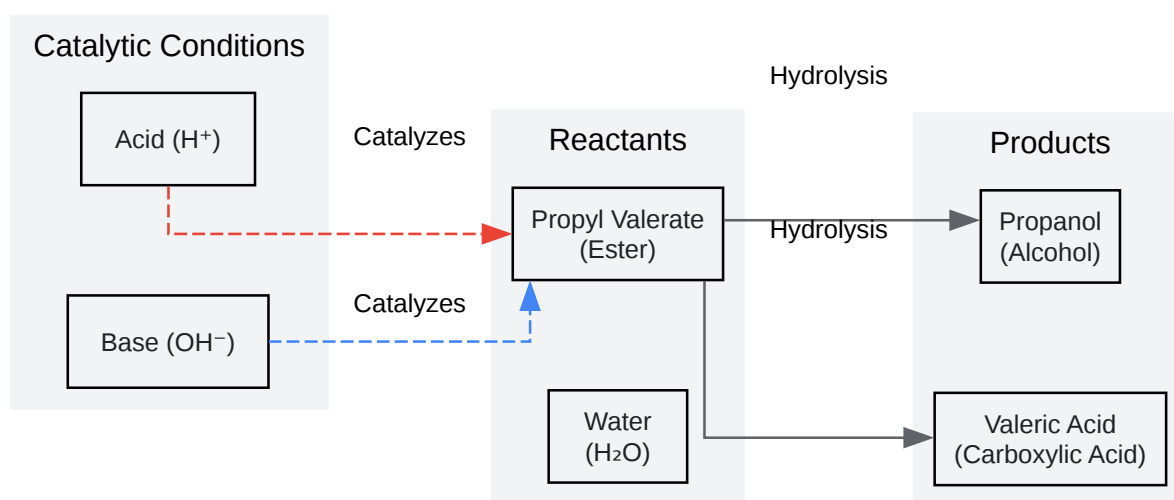 Catalytic Conditions
Acid (H⁺)
Base (OH⁻)
Catalyzes
Catalyzes
Reactants
Propyl Valerate
(Ester)
Water
(H₂O)
Hydrolysis
Hydrolysis
Products
Propanol
(Alcohol)
Valeric Acid
(Carboxylic Acid)